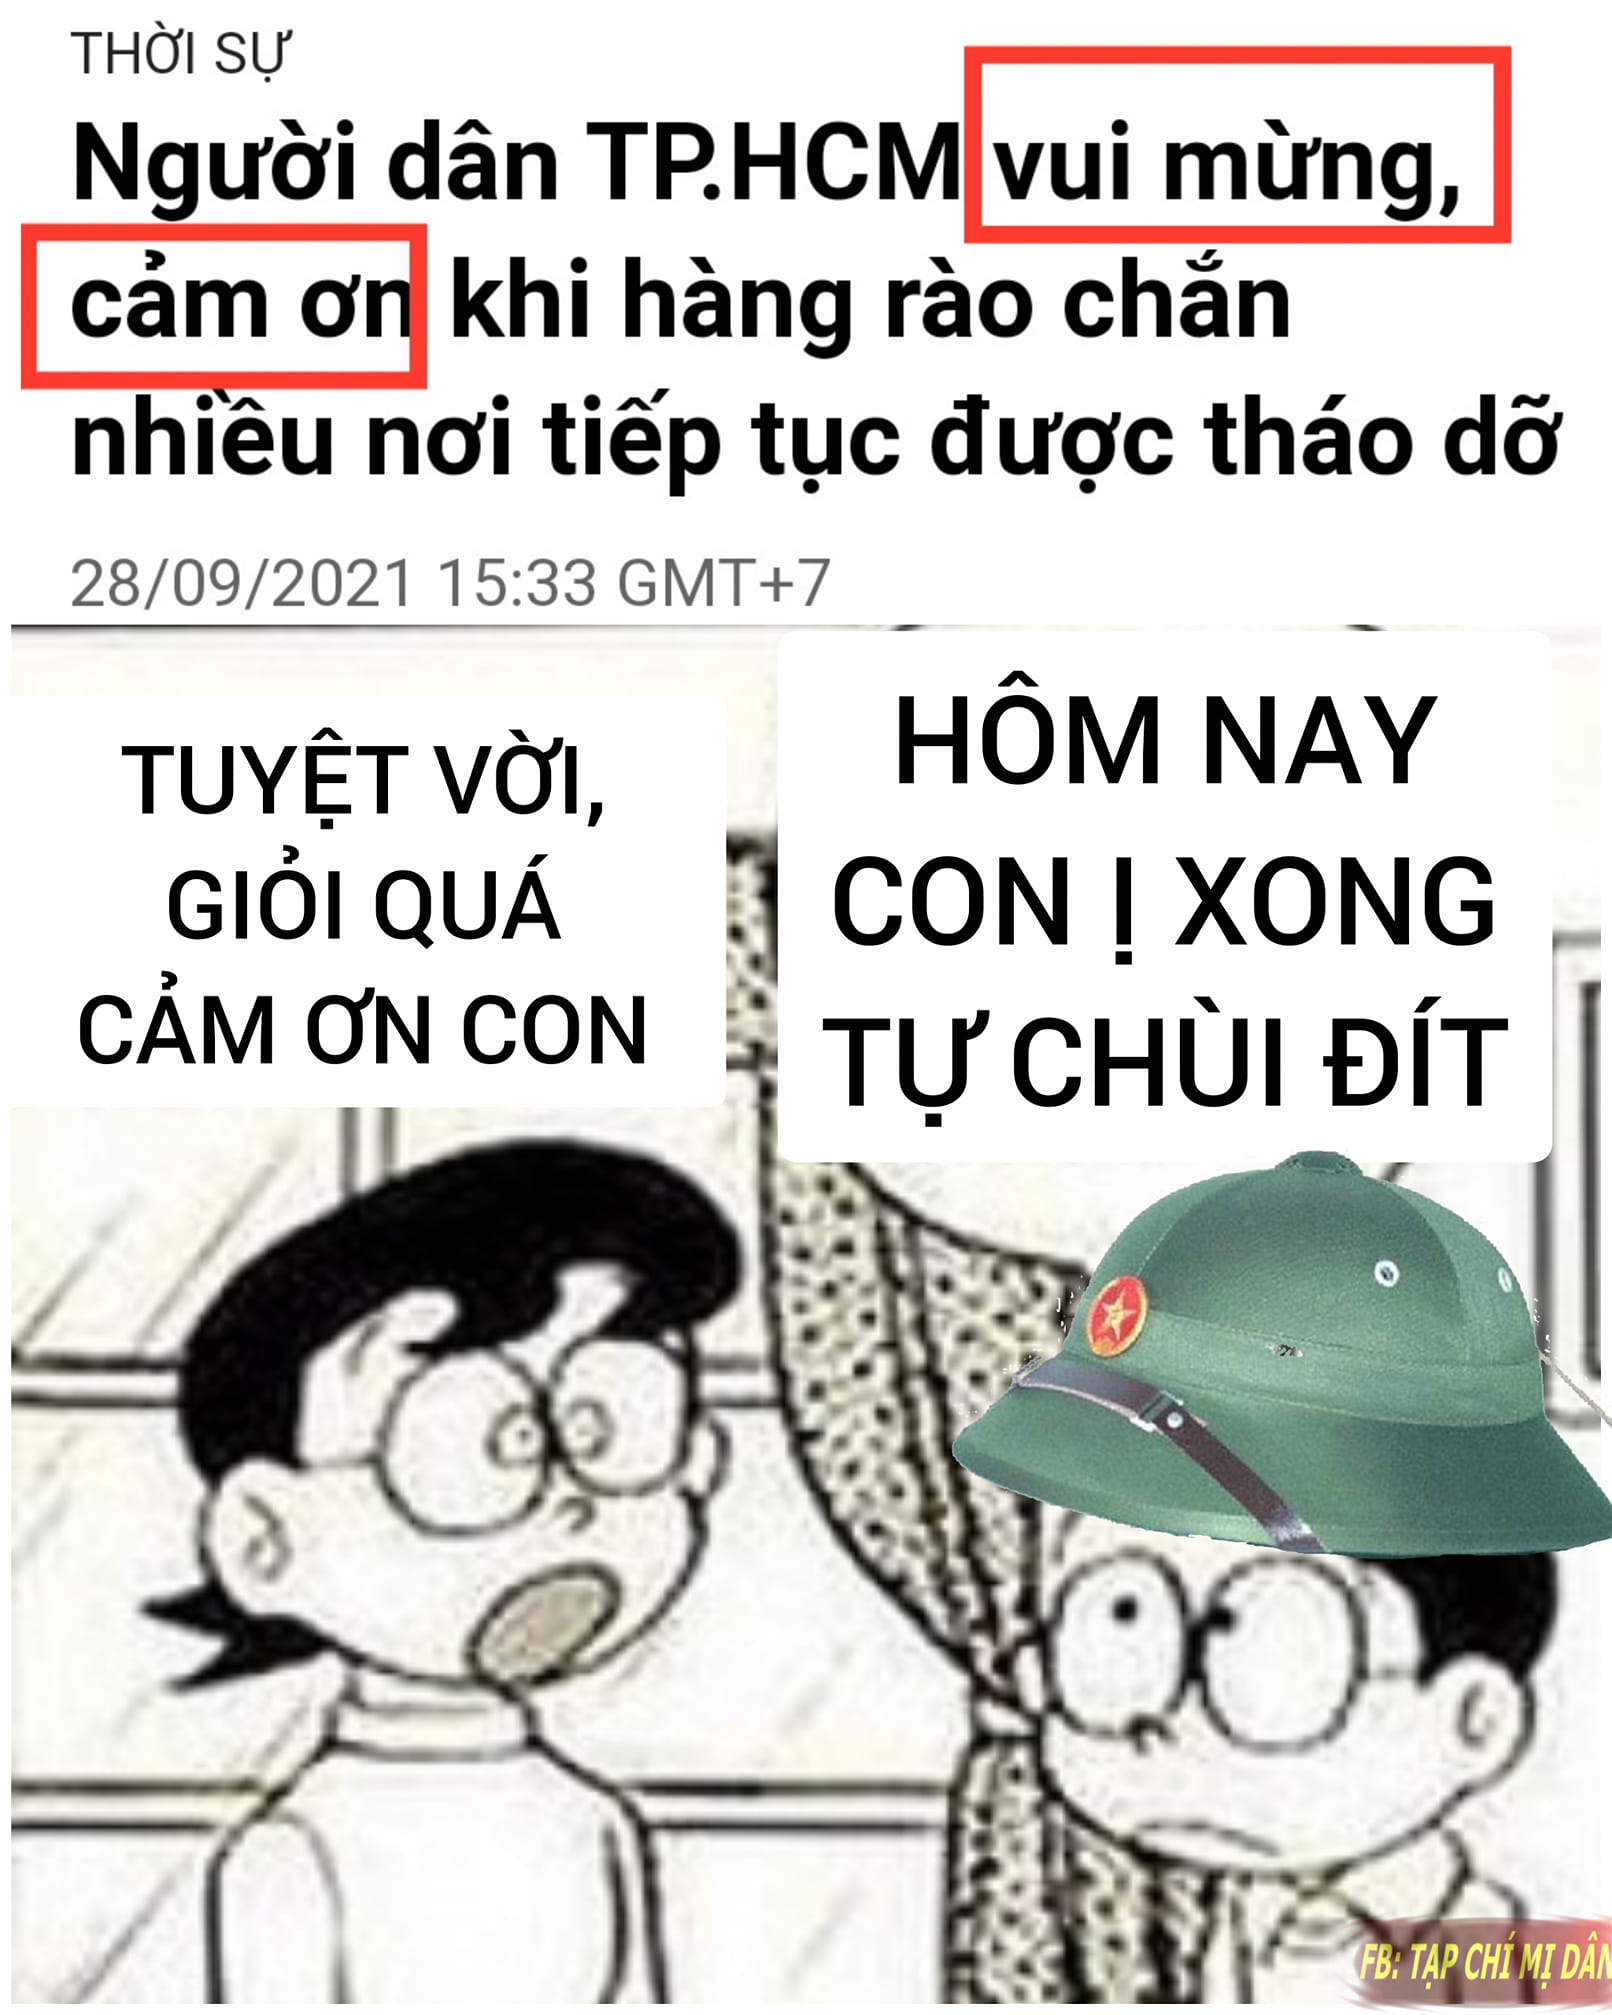 THỜI SỰ
Người dân TP.HCM vui mừng,
cảm ơn khi hàng rào chắn
nhiều nơi tiếp tục được tháo dỡ
28/09/2021 15:33 GMT+7
TUYỆT VỜI,
GIỎI QUÁ
CẢM ƠN CON
HÔM NAY
CON Ị XONG
TỰ CHÙI ĐÍT
FB: TẠP CHÍ MỊ DÂN